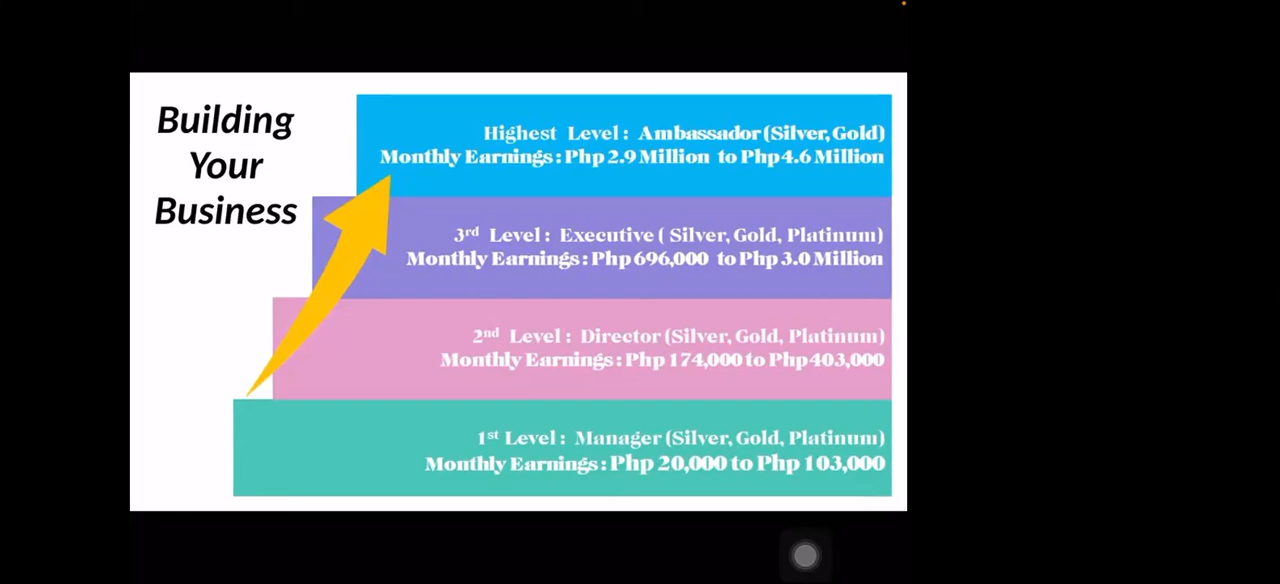 Building
Your
Business
Highest Level : Ambassador (Silver, Gold)
Monthly Earnings : Php 2.9 Million to Php 4.6 Million
3rd Level : Executive ( Silver, Gold, Platinum)
Monthly Earnings : Php 696,000 to Php 3.0 Million
2nd Level : Director (Silver, Gold, Platinum)
Monthly Earnings : Php 174,000 to Php 403,000
1st Level : Manager (Silver, Gold, Platinum)
Monthly Earnings : Php 20,000 to Php 103,000